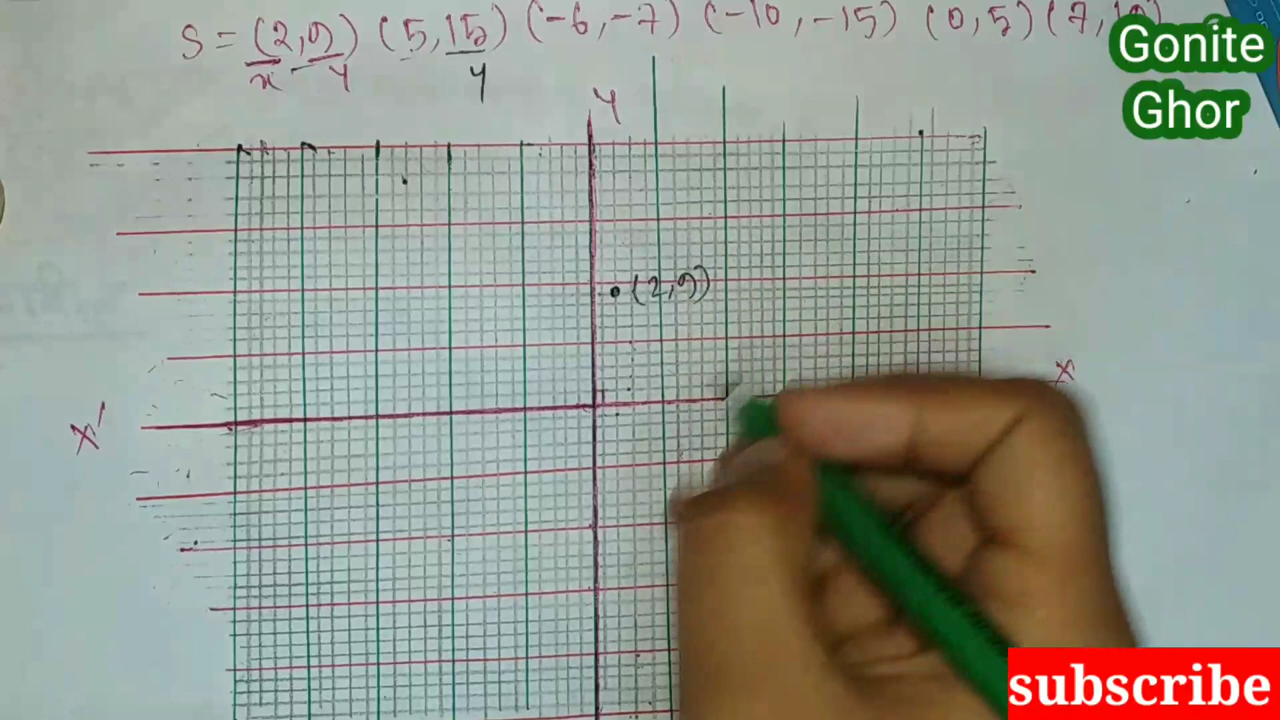 S = (2,9) (5,15) (-6,-7) (-10,-15) (0,5) (7,
x y y
Gonite
Ghor
y
(2,9)
x
x'
subscribe